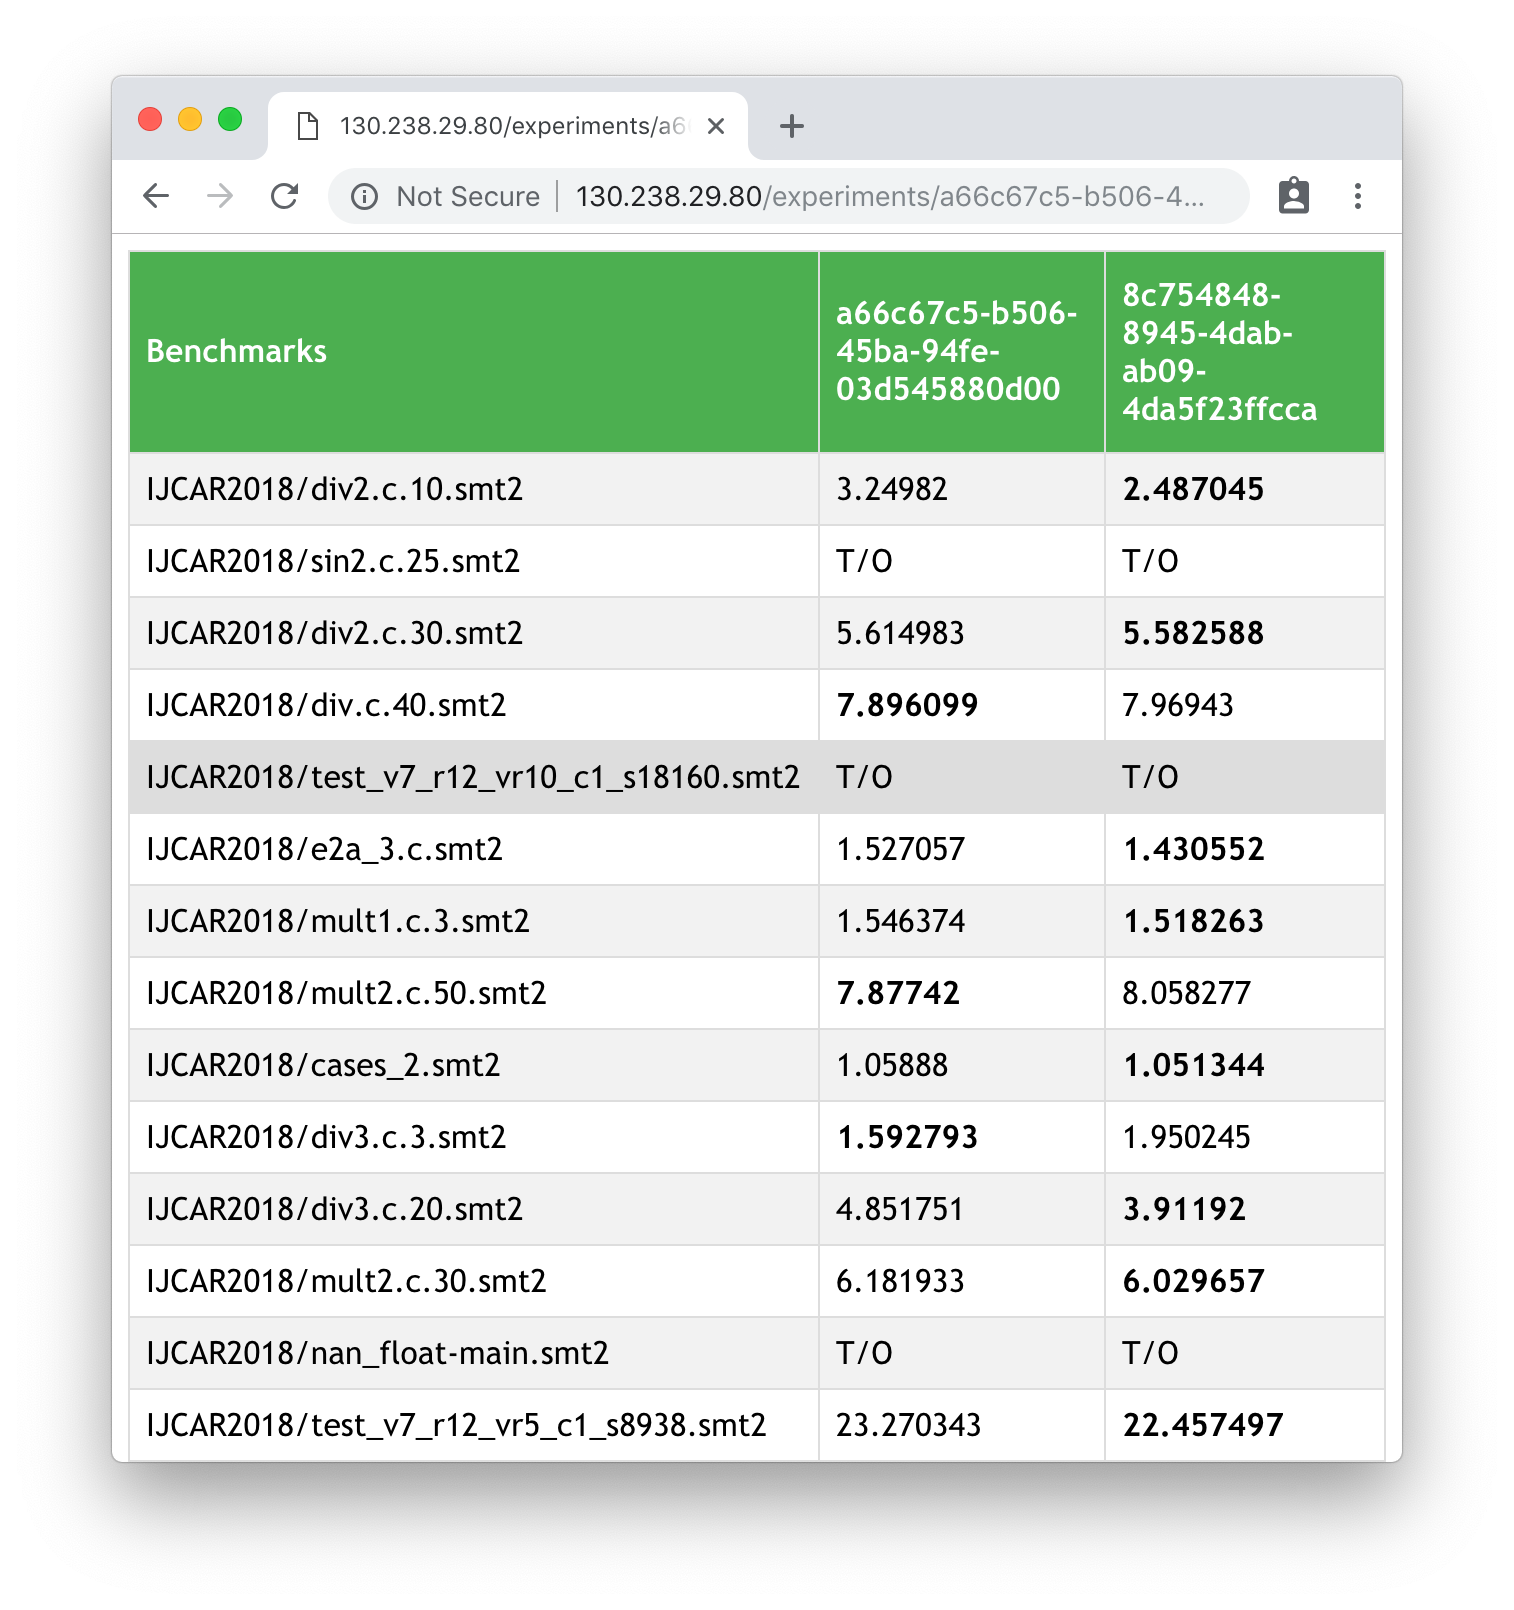 130.238.29.80/experiments/a6
Not Secure 130.238.29.80/experiments/a66c67c5-b506-4...
Benchmarks
a66c67c5-b506-
45ba-94fe-
03d545880d00
8c754848-
8945-4dab-
ab09-
4da5f23ffcca
IJCAR2018/div2.c.10.smt2 3.24982 2.487045
IJCAR2018/sin2.c.25.smt2 T/O T/O
IJCAR2018/div2.c.30.smt2 5.614983 5.582588
IJCAR2018/div.c.40.smt2 7.896099 7.96943
IJCAR2018/test_v7_r12_vr10_c1_s18160.smt2 T/O T/O
IJCAR2018/e2a_3.c.smt2 1.527057 1.430552
IJCAR2018/mult1.c.3.smt2 1.546374 1.518263
IJCAR2018/mult2.c.50.smt2 7.87742 8.058277
IJCAR2018/cases_2.smt2 1.05888 1.051344
IJCAR2018/div3.c.3.smt2 1.592793 1.950245
IJCAR2018/div3.c.20.smt2 4.851751 3.91192
IJCAR2018/mult2.c.30.smt2 6.181933 6.029657
IJCAR2018/nan_float-main.smt2 T/O T/O
IJCAR2018/test_v7_r12_vr5_c1_s8938.smt2 23.270343 22.457497